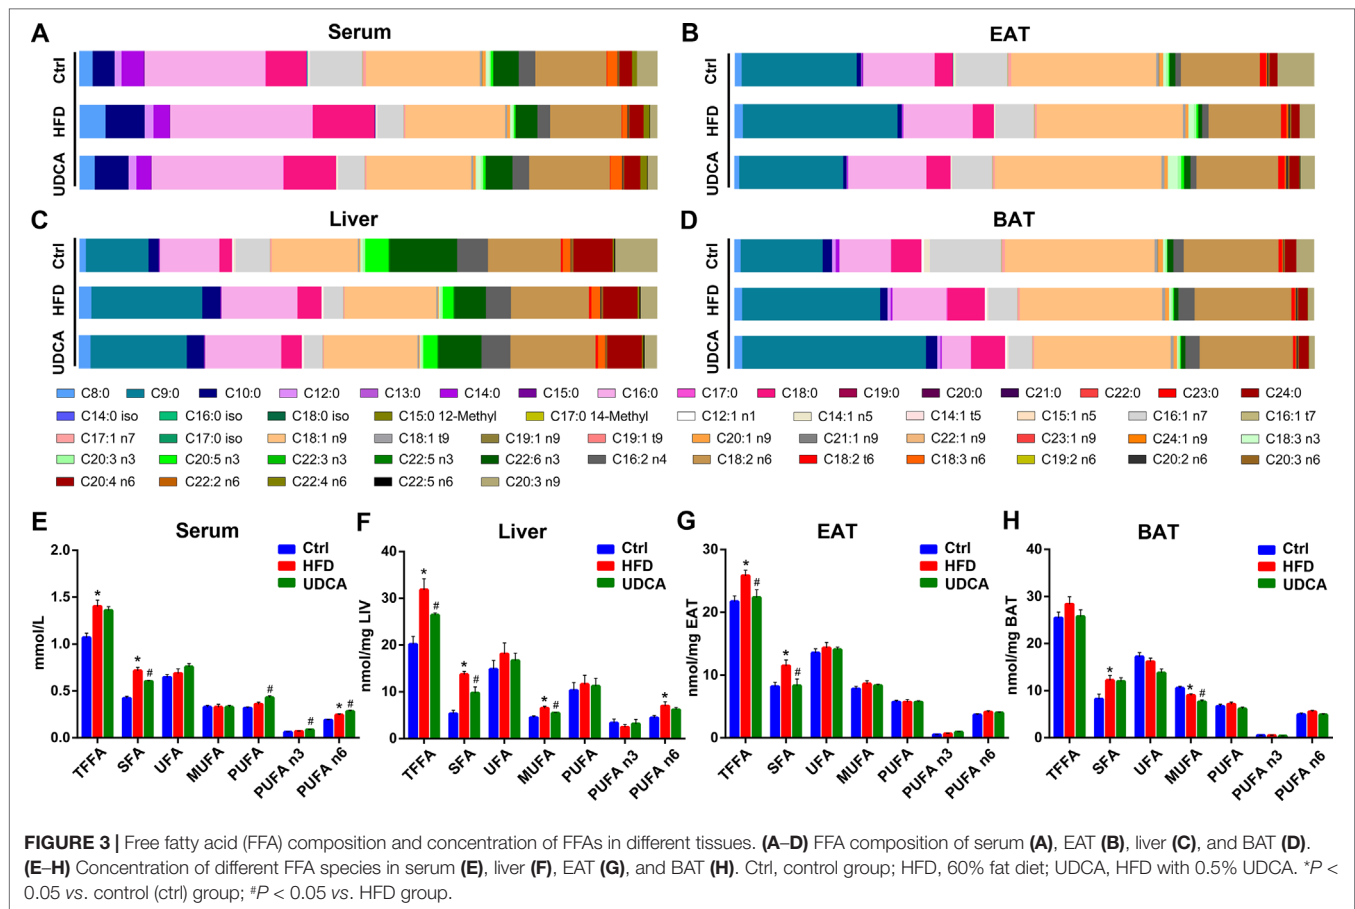 A
Serum
B
EAT
Ctrl
HFD
UDCA
Ctrl
HFD
UDCA
C
Liver
D
BAT
Ctrl
HFD
UDCA
Ctrl
HFD
UDCA
C8:0 C9:0 C10:0 C12:0 C13:0 C14:0 C15:0 C16:0 C17:0 C18:0 C19:0 C20:0 C21:0 C22:0 C23:0 C24:0
C14:0 iso C16:0 iso C18:0 iso C15:0 12-Methyl C17:0 14-Methyl C12:1 n1 C14:1 n5 C14:1 t5 C15:1 n5 C16:1 n7 C16:1 t7
C17:1 n7 C17:0 iso C18:1 n9 C18:1 t9 C19:1 n9 C19:1 t9 C20:1 n9 C21:1 n9 C22:1 n9 C23:1 n9 C24:1 n9 C18:3 n3
C20:3 n3 C20:5 n3 C22:3 n3 C22:5 n3 C22:6 n3 C16:2 n4 C18:2 n6 C18:2 t6 C18:3 n6 C19:2 n6 C20:2 n6 C20:3 n6
C20:4 n6 C22:2 n6 C22:4 n6 C22:5 n6 C20:3 n9
E
Serum
mmol/L
2.0
1.5
1.0
0.5
0.0
Ctrl
HFD
UDCA
*
*
#
#
#
*
#
TFFA SFA UFA MUFA PUFA PUFA n3 PUFA n6
F
Liver
nmol/mg LIV
40
30
20
10
0
Ctrl
HFD
UDCA
*
#
*
#
*
#
*
TFFA SFA UFA MUFA PUFA PUFA n3 PUFA n6
G
EAT
nmol/mg EAT
30
20
10
0
Ctrl
HFD
UDCA
*
#
*
#
TFFA SFA UFA MUFA PUFA PUFA n3 PUFA n6
H
BAT
nmol/mg BAT
40
30
20
10
0
Ctrl
HFD
UDCA
*
*
#
TFFA SFA UFA MUFA PUFA PUFA n3 PUFA n6
FIGURE 3 | Free fatty acid (FFA) composition and concentration of FFAs in different tissues. (A–D) FFA composition of serum (A), EAT (B), liver (C), and BAT (D).
(E–H) Concentration of different FFA species in serum (E), liver (F), EAT (G), and BAT (H). Ctrl, control group; HFD, 60% fat diet; UDCA, HFD with 0.5% UDCA. *P <
0.05 vs. control (ctrl) group; #P < 0.05 vs. HFD group.